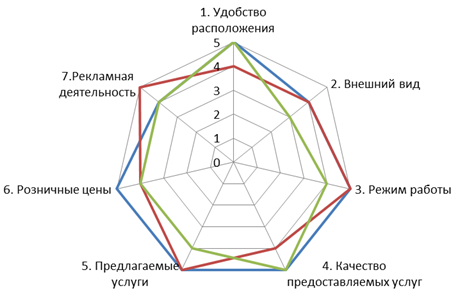 1. Удобство
расположения
5
4
3
2
1
0
2. Внешний вид
3. Режим работы
4. Качество
предоставляемых услуг
5. Предлагаемые
услуги
6. Розничные цены
7.Рекламная
деятельность